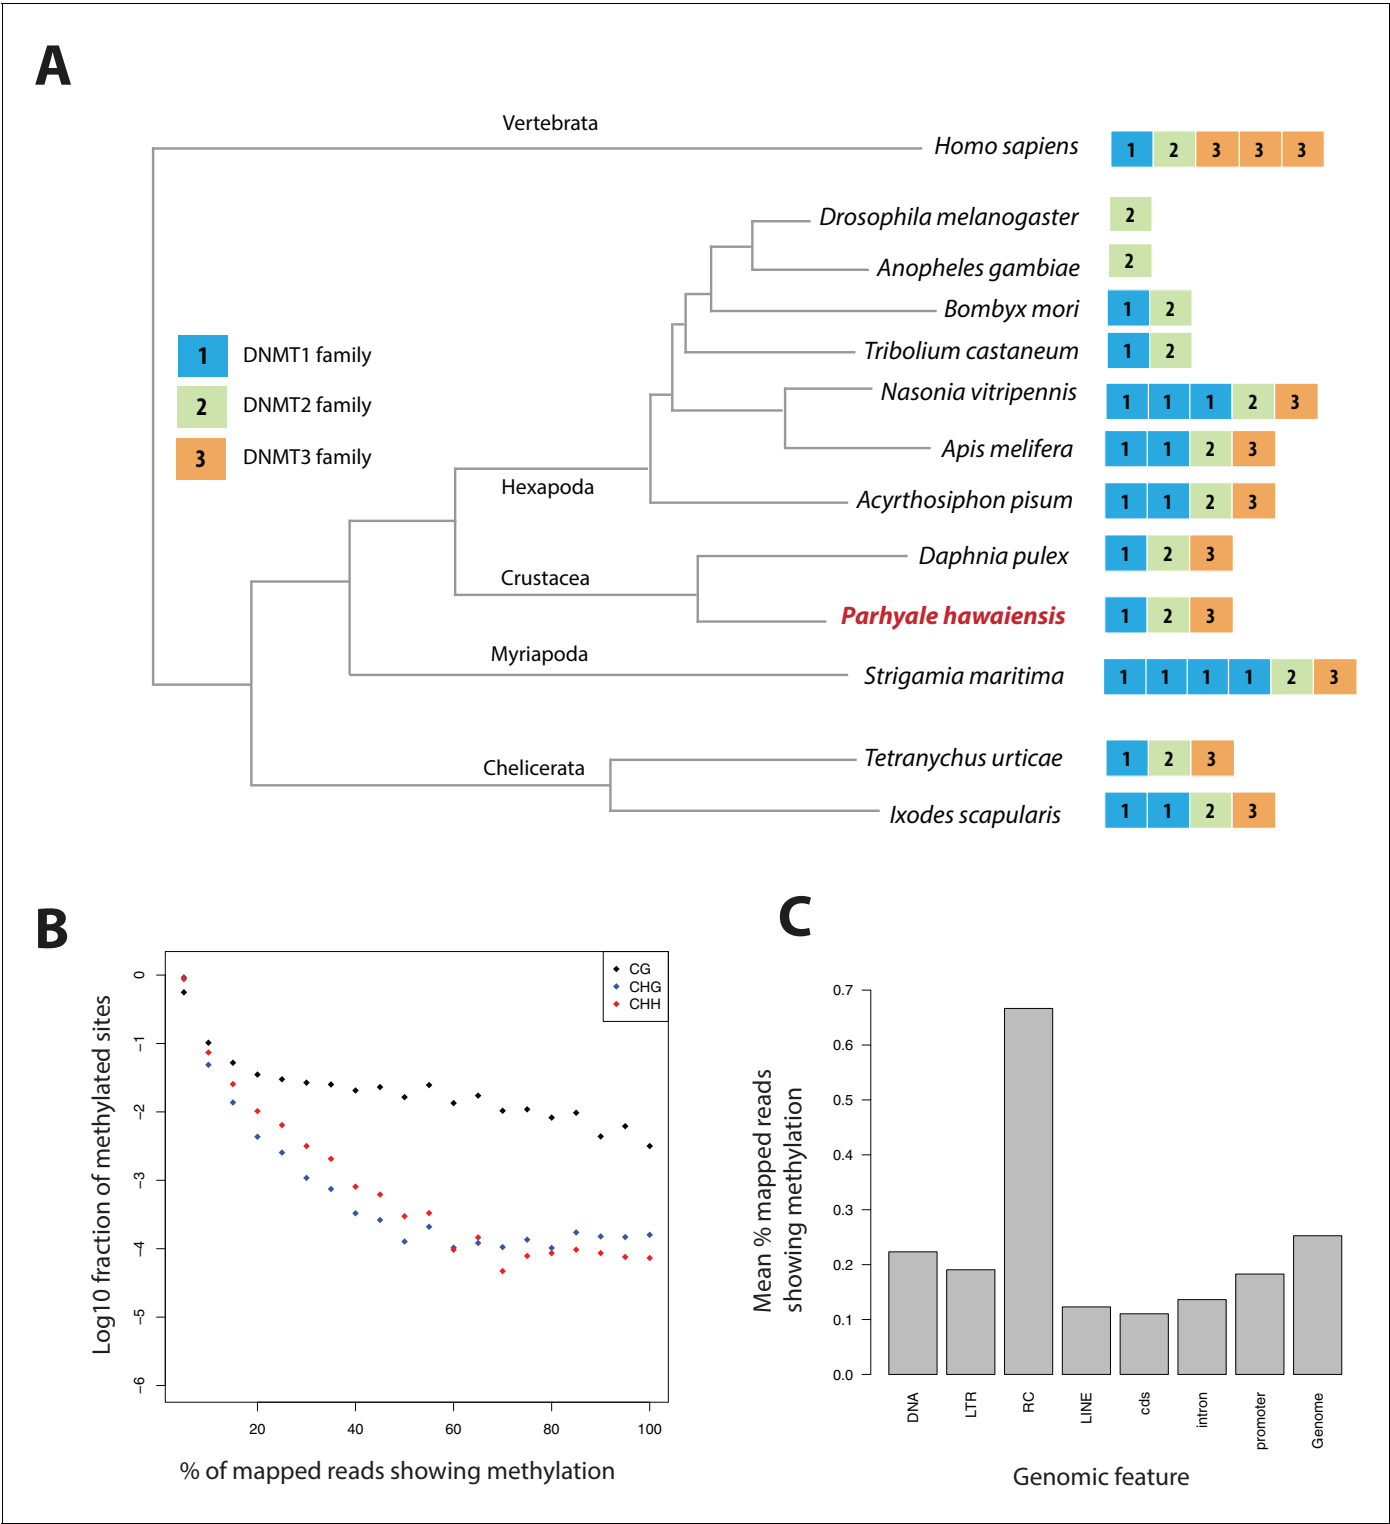 A
Vertebrata
Homo sapiens 1 2 3 3 3
Drosophila melanogaster 2
Anopheles gambiae 2
Bombyx mori 1 2
Tribolium castaneum 1 2
Nasonia vitripennis 1 1 1 2 3
Apis melifera 1 1 2 3
Acyrthosiphon pisum 1 1 2 3
Daphnia pulex 1 2 3
Parhyale hawaiensis 1 2 3
Strigamia maritima 1 1 1 1 2 3
Tetranychus urticae 1 2 3
Ixodes scapularis 1 1 2 3
1 DNMT1 family
2 DNMT2 family
3 DNMT3 family
Hexapoda
Crustacea
Myriapoda
Chelicerata
B
Log10 fraction of methylated sites
0
−1
−2
−3
−4
−5
−6
CG
CHG
CHH
20 40 60 80 100
% of mapped reads showing methylation
C
Mean % mapped reads
showing methylation
0.7
0.6
0.5
0.4
0.3
0.2
0.1
0.0
DNA
LTR
RC
LINE
cds
intron
promoter
Genome
Genomic feature